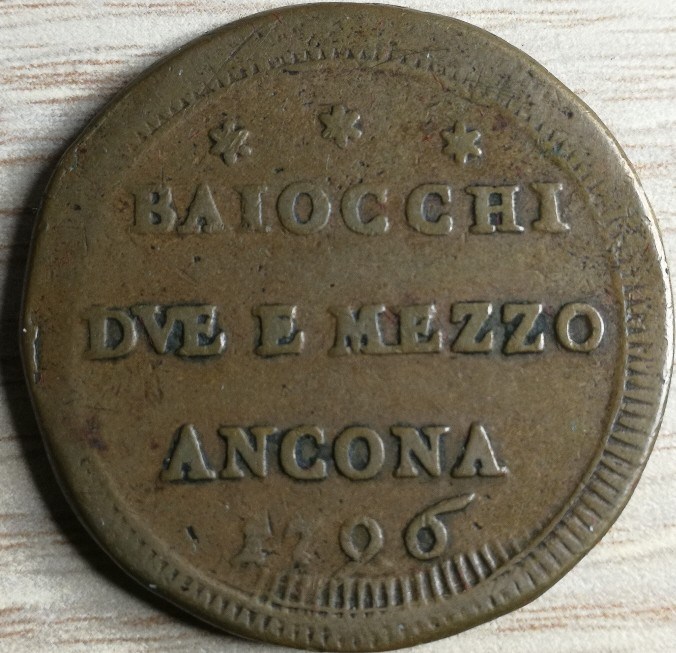 BAIOCCHI
DVE E MEZZO
ANCONA
1796